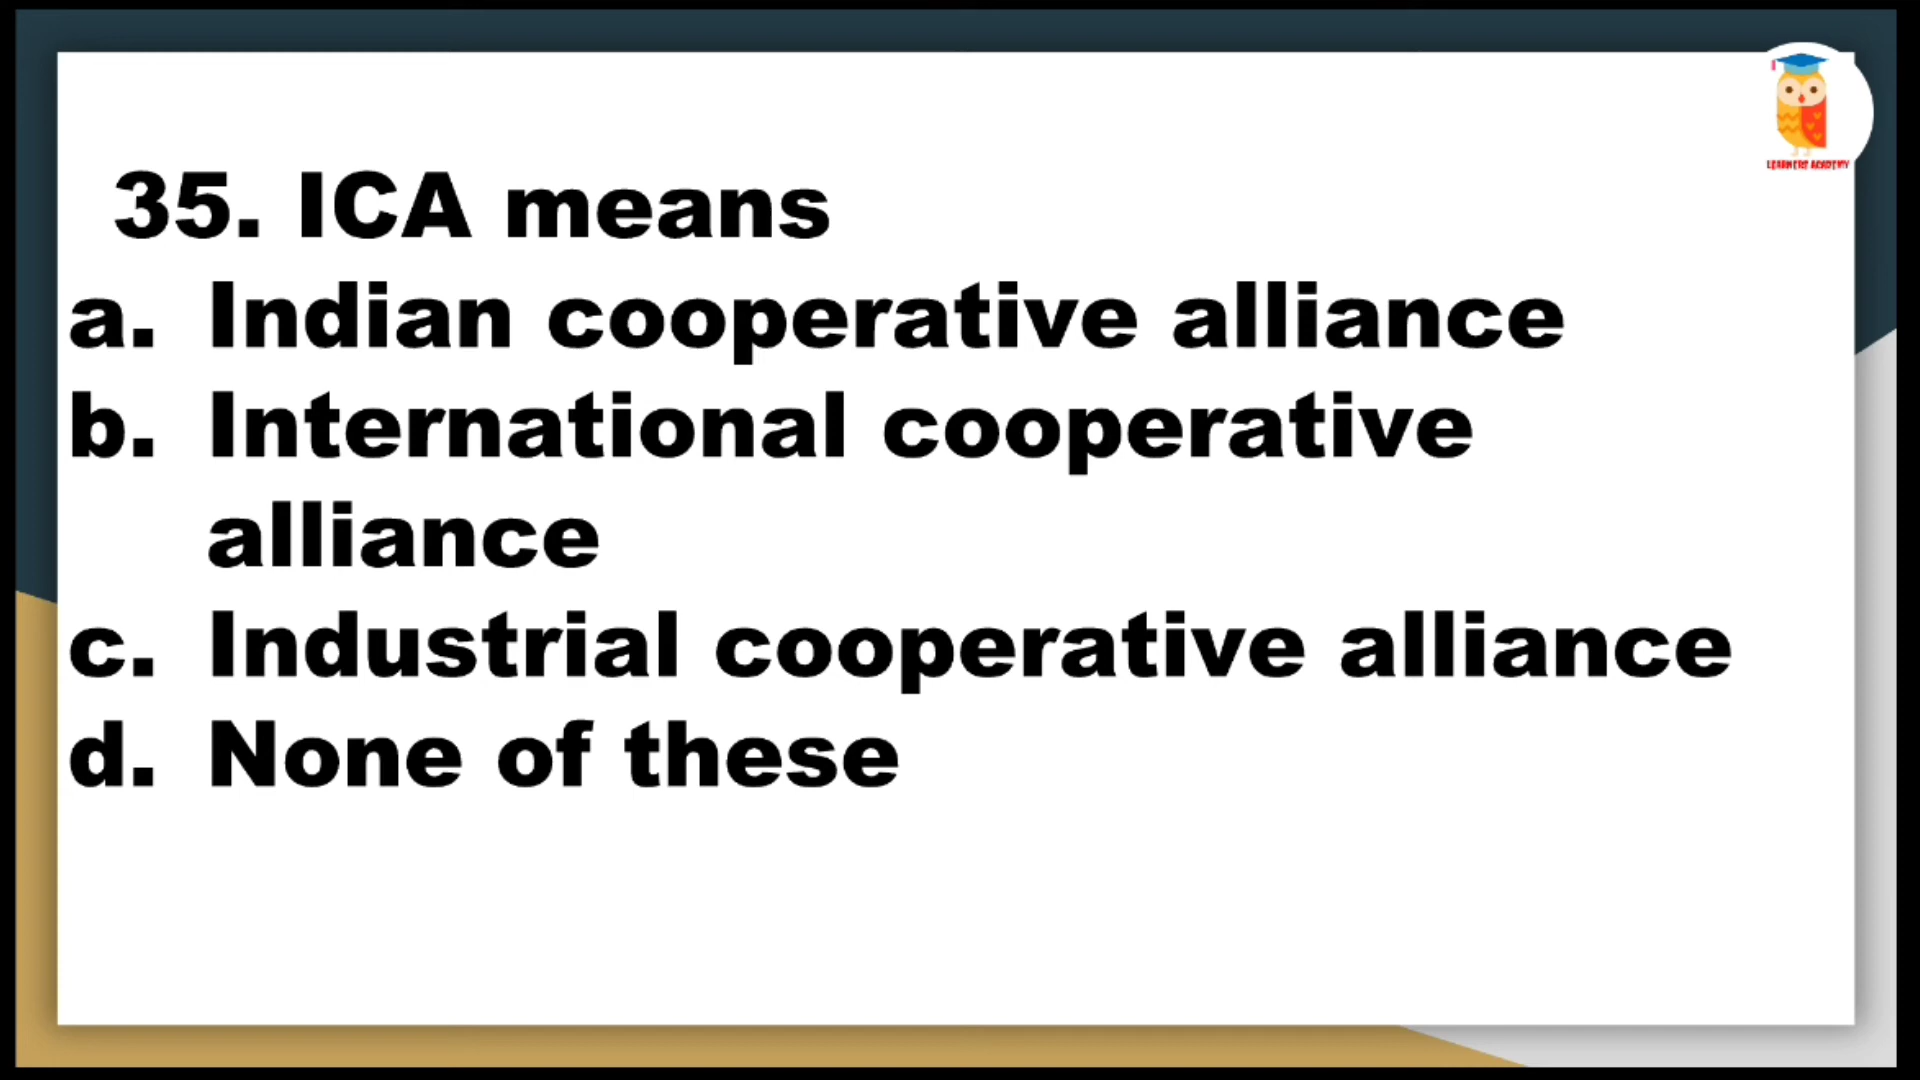 LEARNERS ACADEMY
35. ICA means
a. Indian cooperative alliance
b. International cooperative
alliance
c. Industrial cooperative alliance
d. None of these